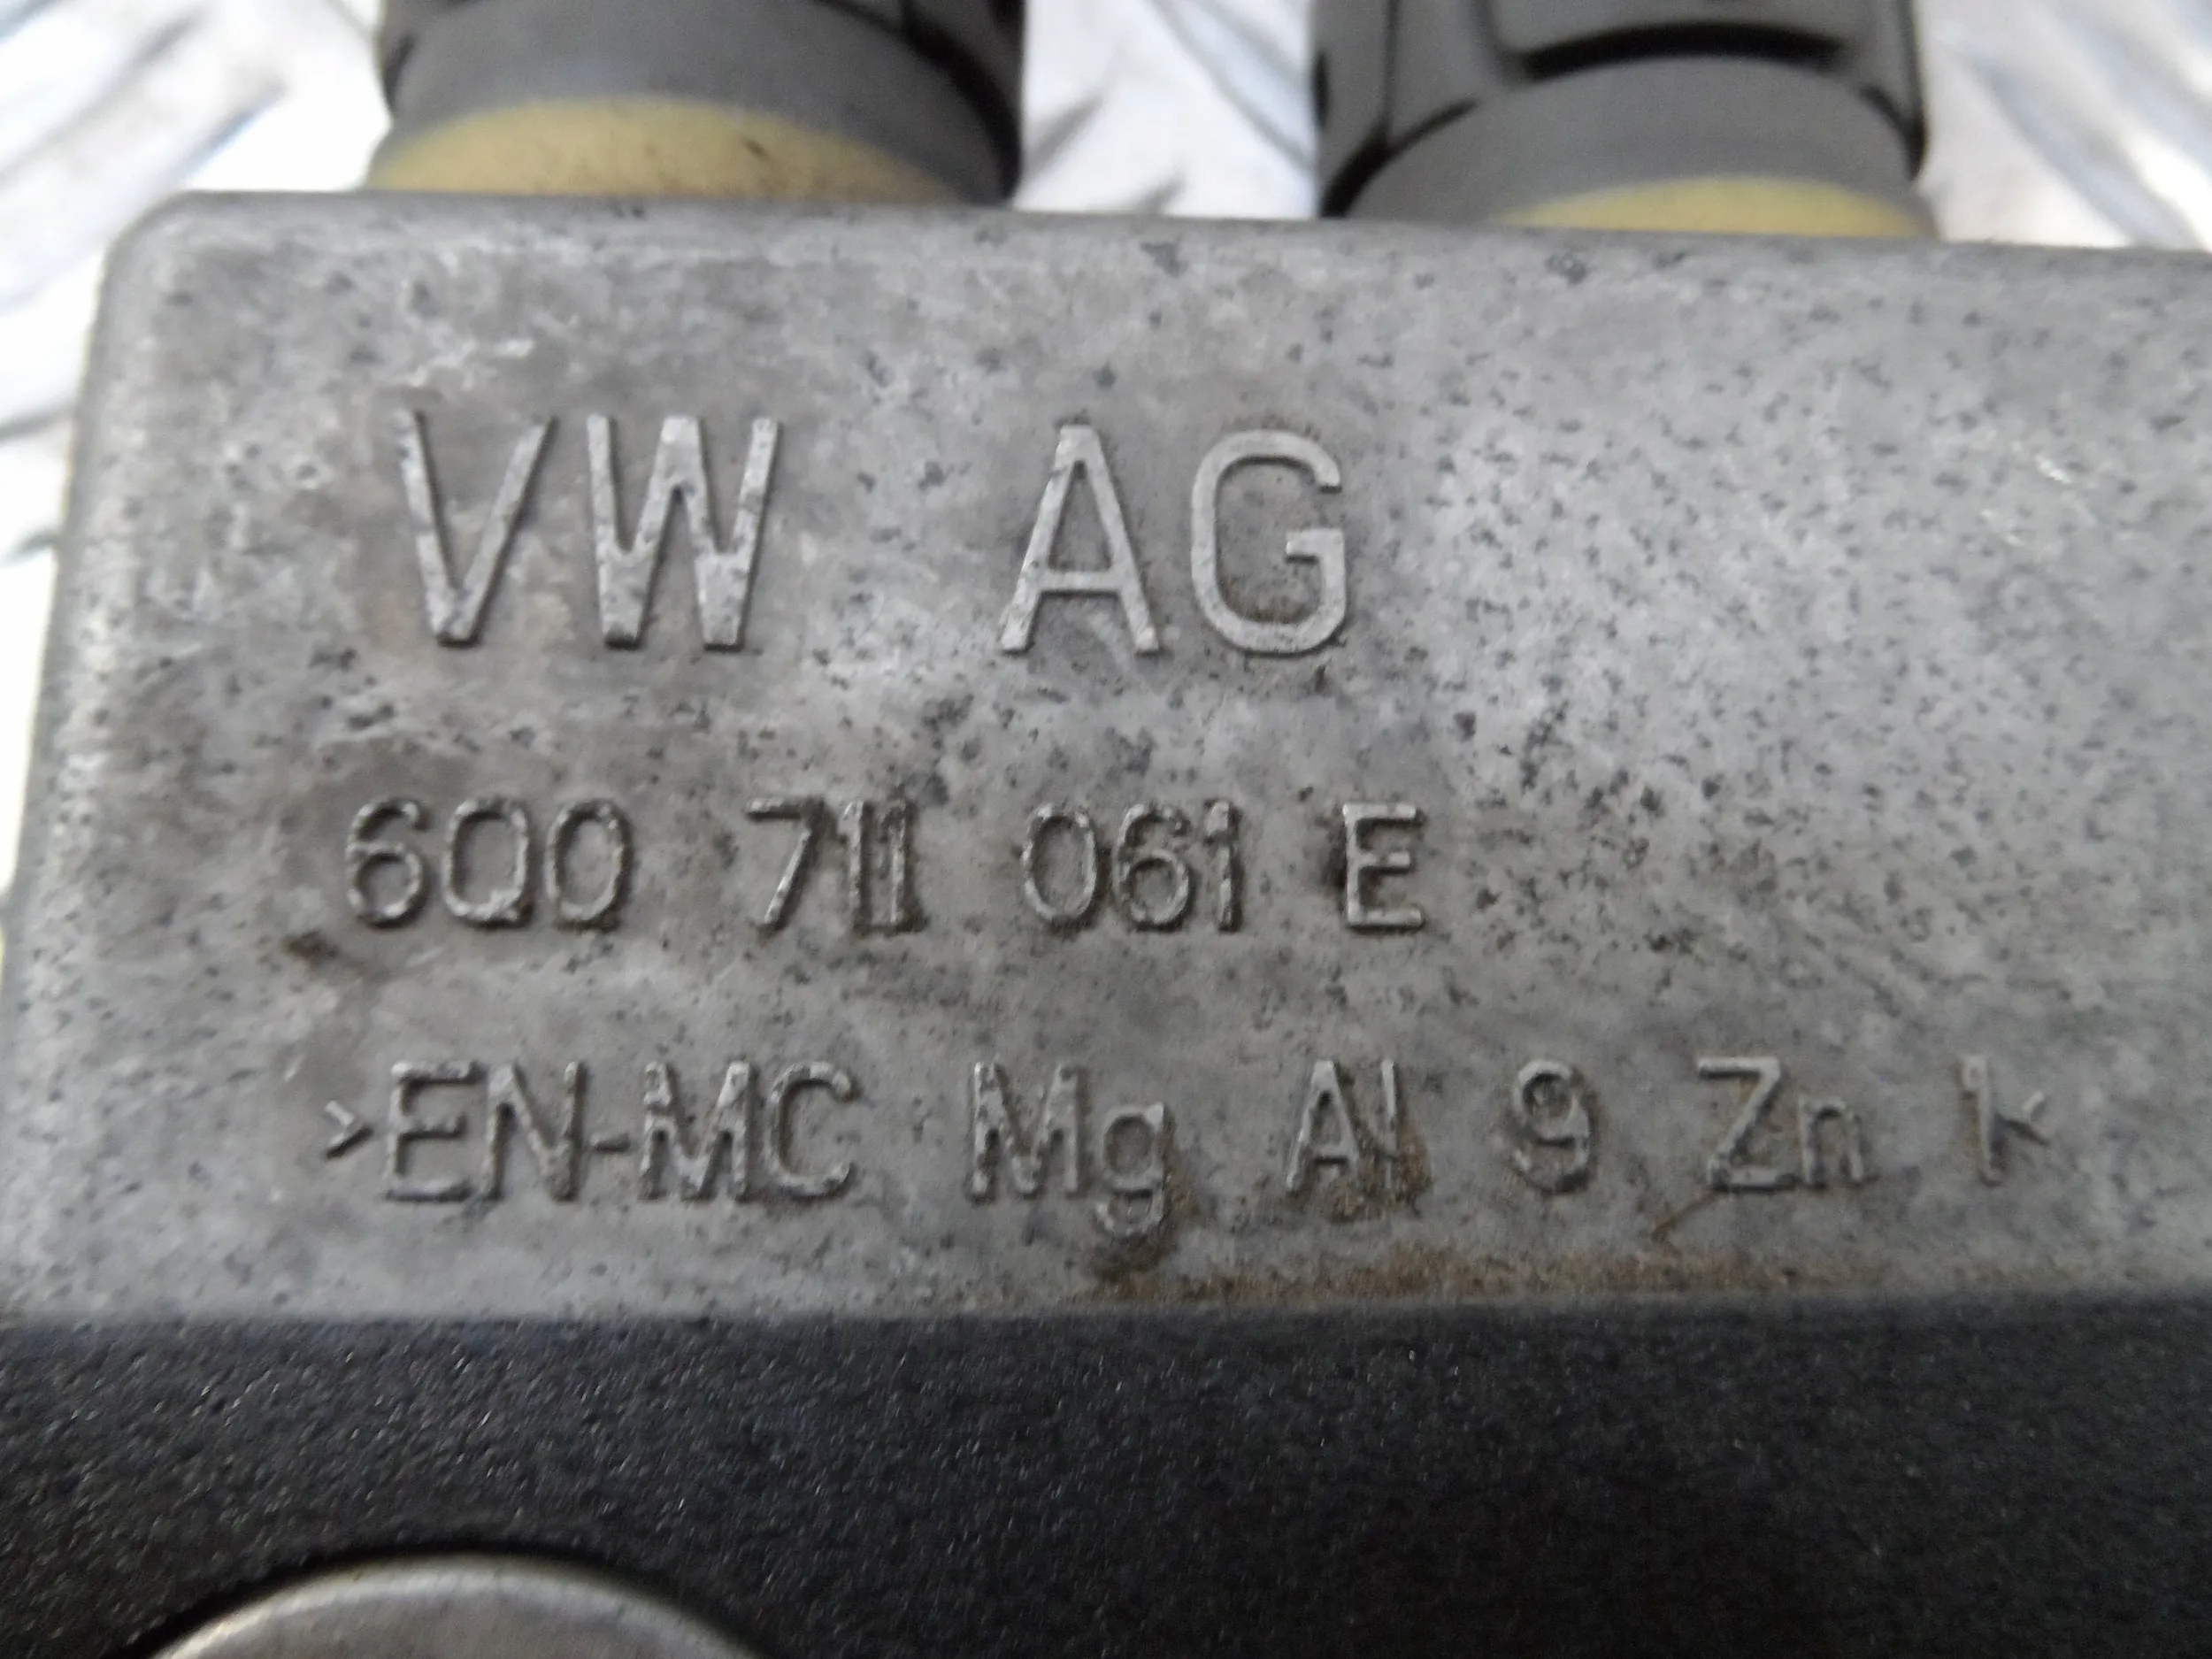 VW AG
6Q0 711 061 E
>EN-MC Mg Al 9 Zn 1<